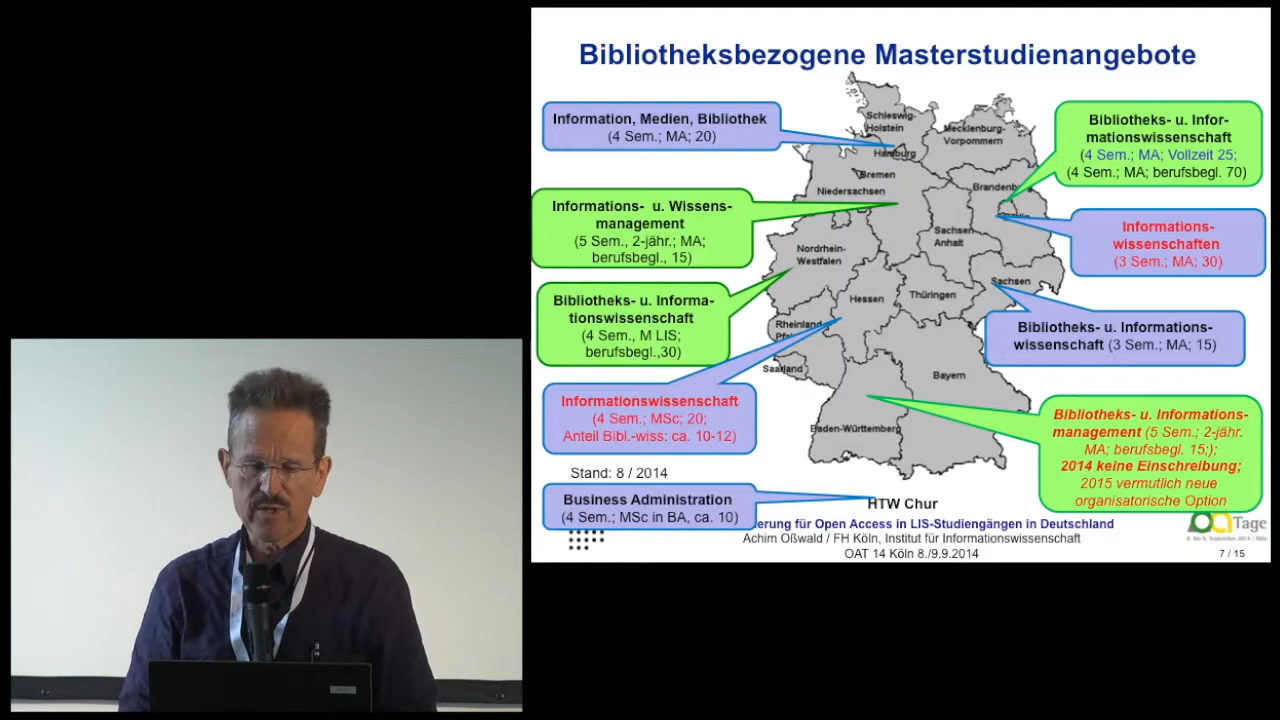 Bibliotheksbezogene Masterstudienangebote
Information, Medien, Bibliothek
(4 Sem.; MA; 20)
Informations- u. Wissens-
management
(5 Sem., 2-jähr.; MA;
berufsbegl., 15)
Bibliotheks- u. Informa-
tionswissenschaft
(4 Sem., M LIS;
berufsbegl.,30)
Informationswissenschaft
(4 Sem.; MSc; 20;
Anteil Bibl.-wiss: ca. 10-12)
Stand: 8 / 2014
Business Administration
(4 Sem.; MSc in BA, ca. 10)
Schleswig-
Holstein
Mecklenburg-
Vorpommern
Hamburg
Bremen
Niedersachsen
Sachsen
Anhalt
Nordrhein-
Westfalen
Hessen
Thüringen
Sachsen
Rheinland
Saarland
Bayern
Baden-Württemberg
HTW Chur
Bibliotheks- u. Infor-
mationswissenschaft
(4 Sem.; MA; Vollzeit 25;
(4 Sem.; MA; berufsbegl. 70)
Informations-
wissenschaften
(3 Sem.; MA; 30)
Bibliotheks- u. Informations-
wissenschaft (3 Sem.; MA; 15)
Bibliotheks- u. Informations-
management (5 Sem.; 2-jähr.
MA; berufsbegl. 15;);
2014 keine Einschreibung;
2015 vermutlich neue
organisatorische Option
ierung für Open Access in LIS-Studiengängen in Deutschland
Achim Oßwald / FH Köln, Institut für Informationswissenschaft
OAT 14 Köln 8./9.9.2014
oa Tage
7 / 15